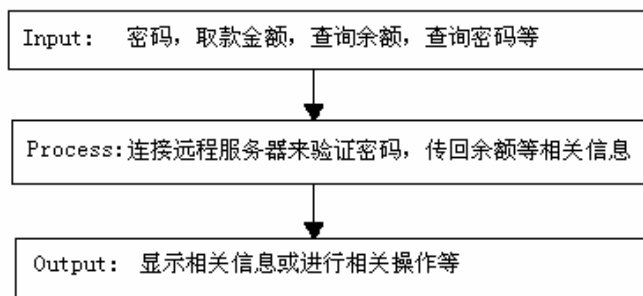 Input: 密码，取款金额，查询余额，查询密码等
Process:连接远程服务器来验证密码，传回余额等相关信息
Output: 显示相关信息或进行相关操作等